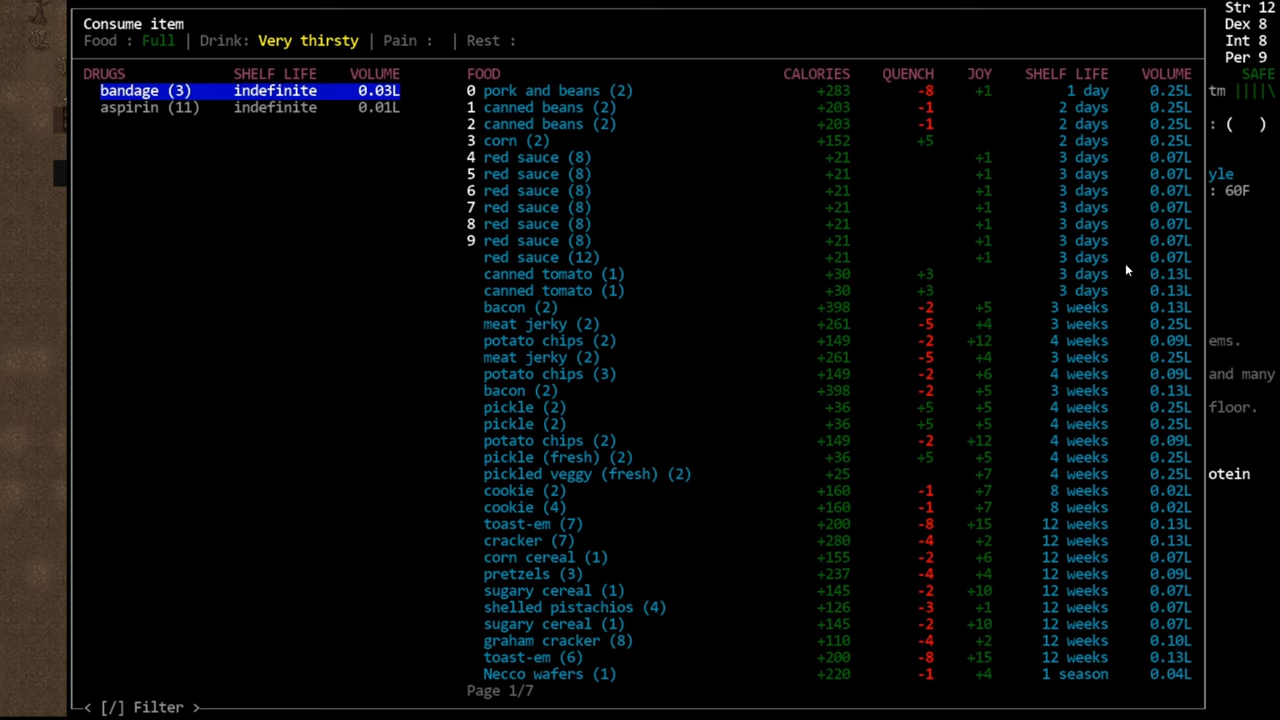 Consume item
Food : Full | Drink: Very thirsty | Pain : | Rest :
DRUGS SHELF LIFE VOLUME
bandage (3) indefinite 0.03L
aspirin (11) indefinite 0.01L
FOOD CALORIES QUENCH JOY SHELF LIFE VOLUME
0 pork and beans (2) +283 -8 +1 1 day 0.25L
1 canned beans (2) +203 -1 2 days 0.25L
2 canned beans (2) +203 -1 2 days 0.25L
3 corn (2) +152 +5 2 days 0.25L
4 red sauce (8) +21 +1 3 days 0.07L
5 red sauce (8) +21 +1 3 days 0.07L
6 red sauce (8) +21 +1 3 days 0.07L
7 red sauce (8) +21 +1 3 days 0.07L
8 red sauce (8) +21 +1 3 days 0.07L
9 red sauce (8) +21 +1 3 days 0.07L
red sauce (12) +21 +1 3 days 0.07L
canned tomato (1) +30 +3 3 days 0.13L
canned tomato (1) +30 +3 3 days 0.13L
bacon (2) +398 -2 +5 3 weeks 0.13L
meat jerky (2) +261 -5 +4 3 weeks 0.25L
potato chips (2) +149 -2 +12 4 weeks 0.09L
meat jerky (2) +261 -5 +4 3 weeks 0.25L
potato chips (3) +149 -2 +6 4 weeks 0.09L
bacon (2) +398 -2 +5 3 weeks 0.13L
pickle (2) +36 +5 +5 4 weeks 0.25L
pickle (2) +36 +5 +5 4 weeks 0.25L
potato chips (2) +149 -2 +12 4 weeks 0.09L
pickle (fresh) (2) +36 +5 +5 4 weeks 0.25L
pickled veggy (fresh) (2) +25 +7 4 weeks 0.25L
cookie (2) +160 -1 +7 8 weeks 0.02L
cookie (4) +160 -1 +7 8 weeks 0.02L
toast-em (7) +200 -8 +15 12 weeks 0.13L
cracker (7) +280 -4 +2 12 weeks 0.13L
corn cereal (1) +155 -2 +6 12 weeks 0.07L
pretzels (3) +237 -4 +4 12 weeks 0.09L
sugary cereal (1) +145 -2 +10 12 weeks 0.07L
shelled pistachios (4) +126 -3 +1 12 weeks 0.07L
sugary cereal (1) +145 -2 +10 12 weeks 0.07L
graham cracker (8) +110 -4 +2 12 weeks 0.10L
toast-em (6) +200 -8 +15 12 weeks 0.13L
Necco wafers (1) +220 -1 +4 1 season 0.04L
Page 1/7
< [/] Filter >
Str 12
Dex 8
Int 8
Per 9
SAFE
tm ||||\
: ( )
yle
: 60F
ems.
and many
floor.
otein